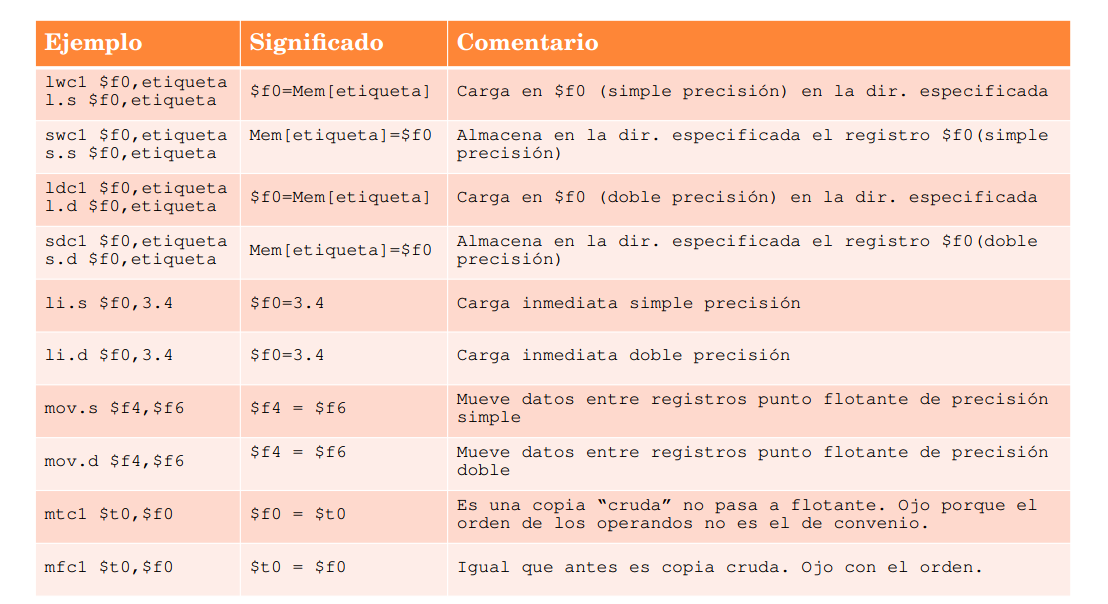 Ejemplo Significado Comentario
lwc1 $f0,etiqueta
l.s $f0,etiqueta
$f0=Mem[etiqueta]
Carga en $f0 (simple precisión) en la dir. especificada
swc1 $f0,etiqueta
s.s $f0,etiqueta
Mem[etiqueta]=$f0
Almacena en la dir. especificada el registro $f0(simple
precisión)
ldc1 $f0,etiqueta
l.d $f0,etiqueta
$f0=Mem[etiqueta]
Carga en $f0 (doble precisión) en la dir. especificada
sdc1 $f0,etiqueta
s.d $f0,etiqueta
Mem[etiqueta]=$f0
Almacena en la dir. especificada el registro $f0(doble
precisión)
li.s $f0,3.4
$f0=3.4
Carga inmediata simple precisión
li.d $f0,3.4
$f0=3.4
Carga inmediata doble precisión
mov.s $f4,$f6
$f4 = $f6
Mueve datos entre registros punto flotante de precisión
simple
mov.d $f4,$f6
$f4 = $f6
Mueve datos entre registros punto flotante de precisión
doble
mtc1 $t0,$f0
$f0 = $t0
Es una copia “cruda” no pasa a flotante. Ojo porque el
orden de los operandos no es el de convenio.
mfc1 $t0,$f0
$t0 = $f0
Igual que antes es copia cruda. Ojo con el orden.